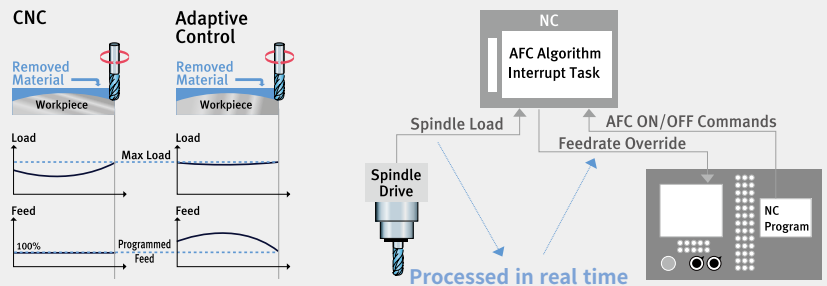 CNC
Adaptive
Control
Removed
Material
Workpiece
Removed
Material
Workpiece
Load
Max Load
Load
Feed
100%
Programmed
Feed
Feed
NC
AFC Algorithm
Interrupt Task
Spindle Load
AFC ON/OFF Commands
Feedrate Override
Spindle
Drive
NC
Program
Processed in real time